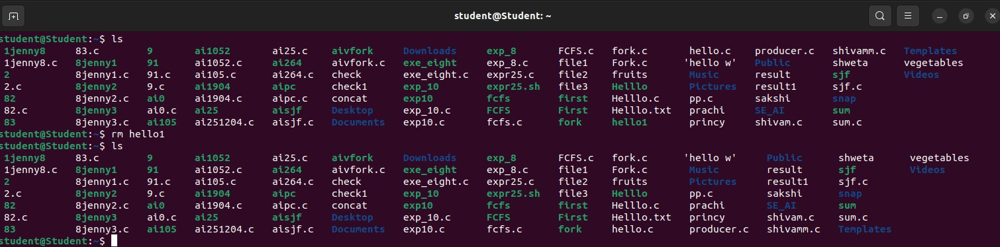 student@Student: ~
student@Student:~$ ls
1jenny8 83.c 9 ai1052 ai25.c aivfork Downloads exp_8 FCFS.c fork.c hello.c producer.c shivamm.c Templates
1jenny8.c 8jenny1 91 ai1052.c ai264 aivfork.c exe_eight exp_8.c file1 Fork.c 'hello w' Public shweta vegetables
2 8jenny1.c 91.c ai105.c ai264.c check exe_eight.c expr25.c file2 fruits Music result sjf Videos
2.c 8jenny2 9.c ai1904 aipc check1 exp_10 expr25.sh file3 Helllo Pictures result1 sjf.c
82 8jenny2.c ai0 ai1904.c aipc.c concat exp10 fcfs first Helllo.c pp.c sakshi snap
82.c 8jenny3 ai0.c ai25 aisjf Desktop exp_10.c FCFS First Helllo.txt prachi SE_AI sum
83 8jenny3.c ai105 ai251204.c aisjf.c Documents exp10.c fcfs.c fork hello1 princy shivam.c sum.c
student@Student:~$ rm hello1
student@Student:~$ ls
1jenny8 83.c 9 ai1052 ai25.c aivfork Downloads exp_8 FCFS.c fork.c 'hello w' Public shweta vegetables
1jenny8.c 8jenny1 91 ai1052.c ai264 aivfork.c exe_eight exp_8.c file1 Fork.c Music result sjf Videos
2 8jenny1.c 91.c ai105.c ai264.c check exe_eight.c expr25.c file2 fruits Pictures result1 sjf.c
2.c 8jenny2 9.c ai1904 aipc check1 exp_10 expr25.sh file3 Helllo pp.c sakshi snap
82 8jenny2.c ai0 ai1904.c aipc.c concat exp10 fcfs first Helllo.c prachi SE_AI sum
82.c 8jenny3 ai0.c ai25 aisjf Desktop exp_10.c FCFS First Helllo.txt princy shivam.c sum.c
83 8jenny3.c ai105 ai251204.c aisjf.c Documents exp10.c fcfs.c fork hello.c producer.c shivamm.c Templates
student@Student:~$